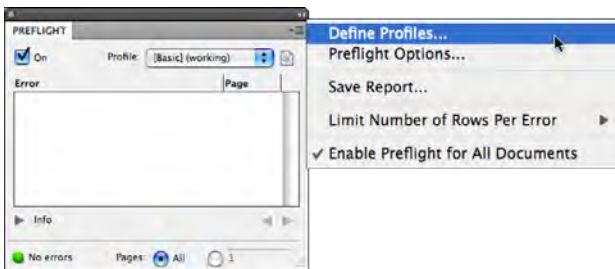 PREFLIGHT
On Profile: [Basic] (working)
Error Page
Info
No errors Pages: All 1
Define Profiles...
Preflight Options...
Save Report...
Limit Number of Rows Per Error
Enable Preflight for All Documents